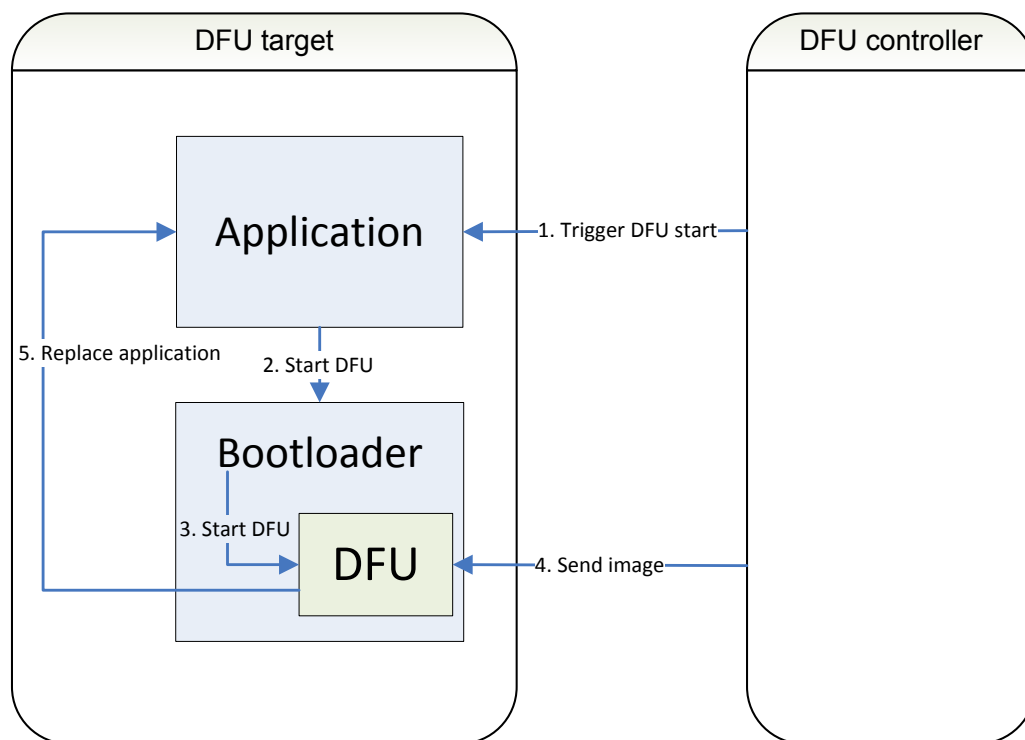 DFU target
DFU controller
Application
1. Trigger DFU start
5. Replace application
2. Start DFU
Bootloader
3. Start DFU
DFU
4. Send image